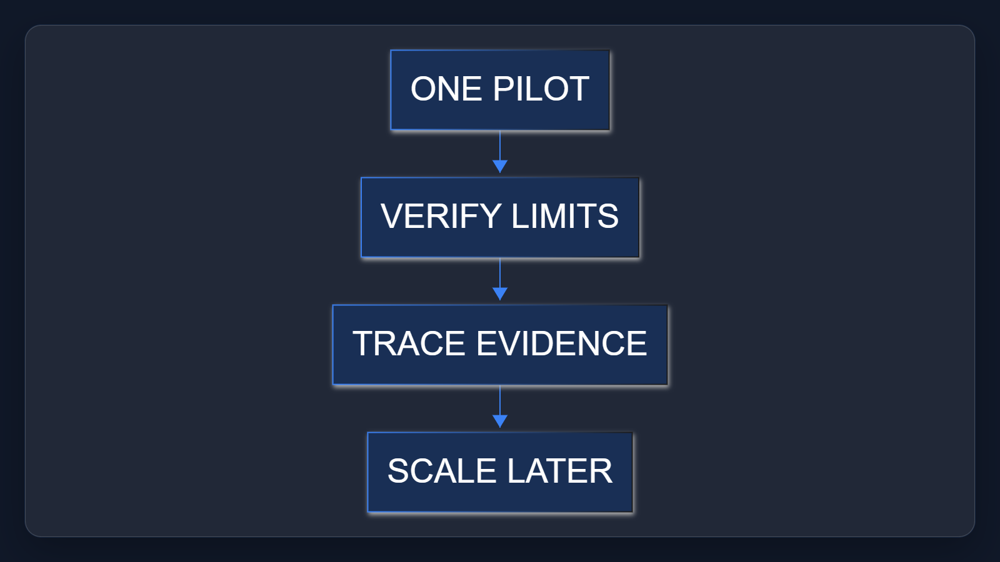 ONE PILOT
VERIFY LIMITS
TRACE EVIDENCE
SCALE LATER